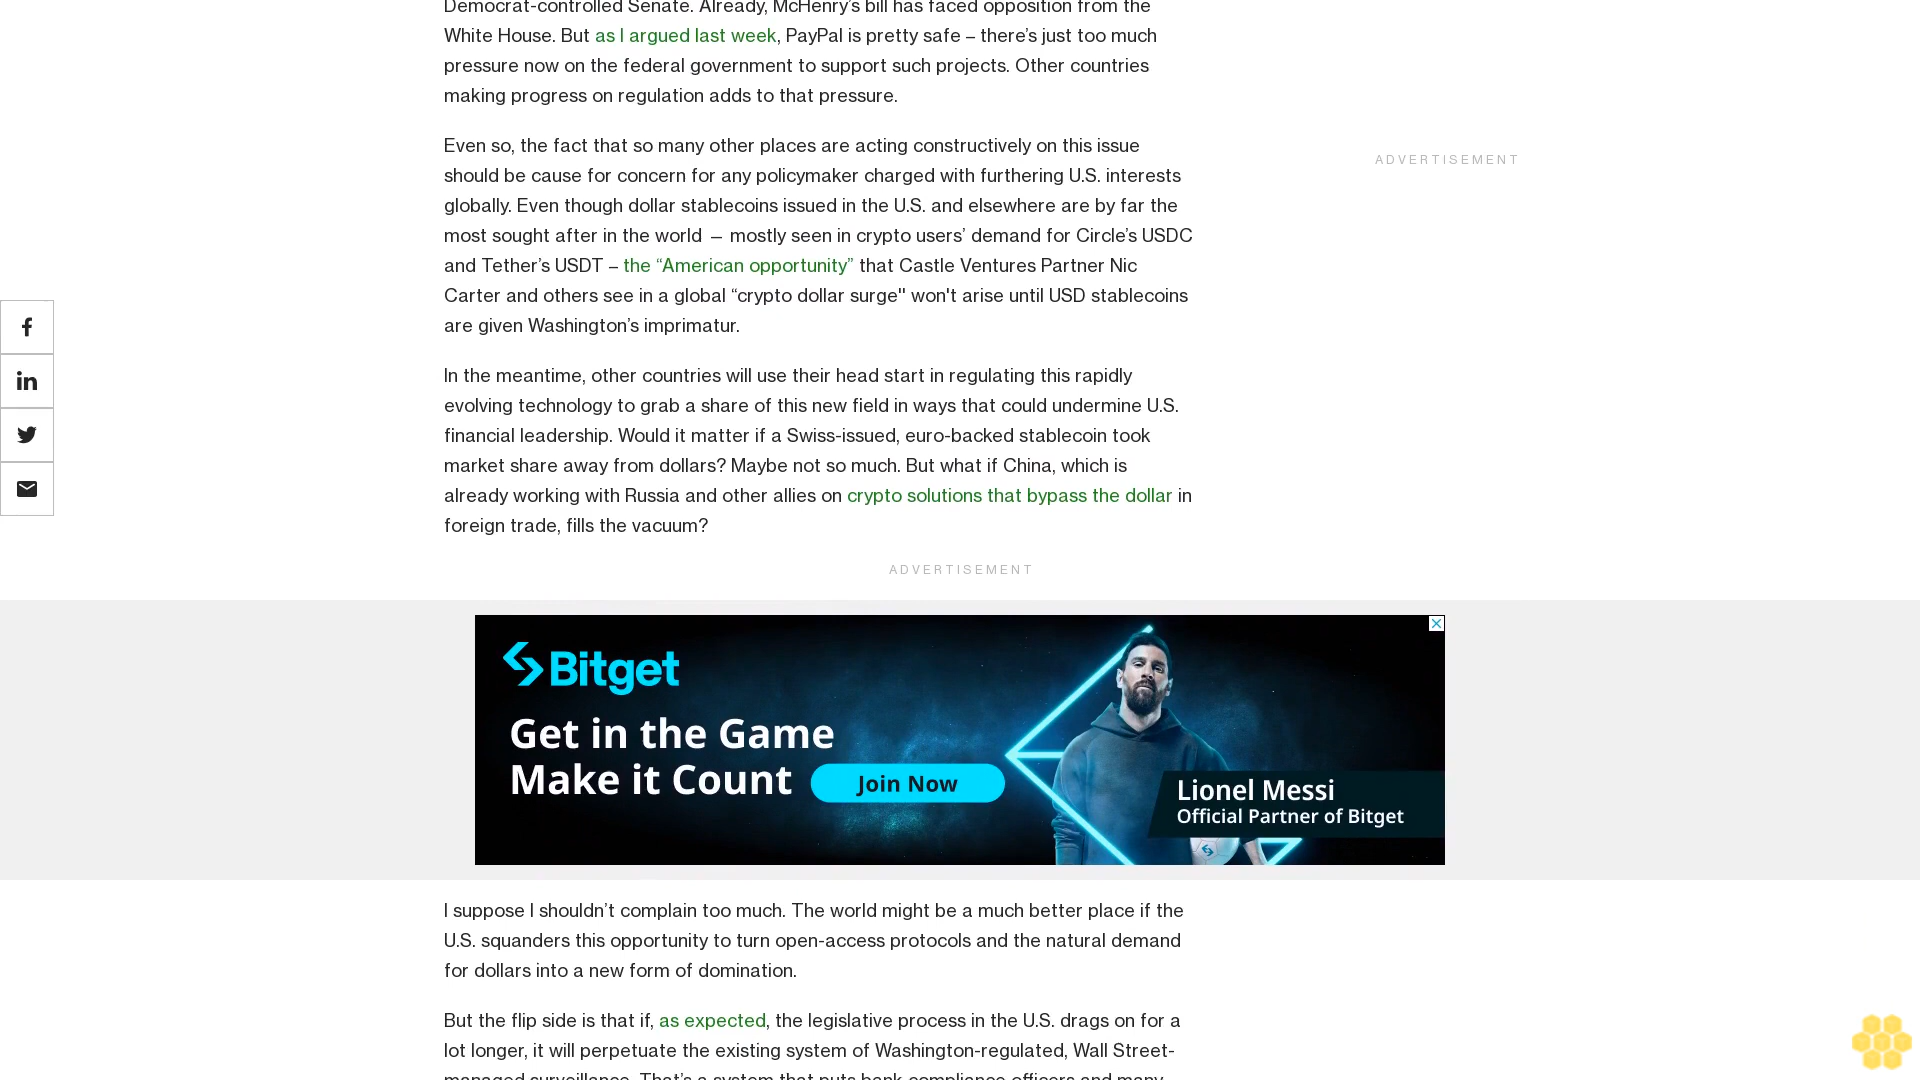 Democrat-controlled Senate. Already, McHenry’s bill has faced opposition from the
White House. But as I argued last week, PayPal is pretty safe – there’s just too much
pressure now on the federal government to support such projects. Other countries
making progress on regulation adds to that pressure.
ADVERTISEMENT
Even so, the fact that so many other places are acting constructively on this issue
should be cause for concern for any policymaker charged with furthering U.S. interests
globally. Even though dollar stablecoins issued in the U.S. and elsewhere are by far the
most sought after in the world — mostly seen in crypto users’ demand for Circle’s USDC
and Tether’s USDT – the “American opportunity” that Castle Ventures Partner Nic
Carter and others see in a global “crypto dollar surge" won't arise until USD stablecoins
are given Washington’s imprimatur.
In the meantime, other countries will use their head start in regulating this rapidly
evolving technology to grab a share of this new field in ways that could undermine U.S.
financial leadership. Would it matter if a Swiss-issued, euro-backed stablecoin took
market share away from dollars? Maybe not so much. But what if China, which is
already working with Russia and other allies on crypto solutions that bypass the dollar in
foreign trade, fills the vacuum?
ADVERTISEMENT
Bitget
Get in the Game
Make it Count
Join Now
Lionel Messi
Official Partner of Bitget
I suppose I shouldn’t complain too much. The world might be a much better place if the
U.S. squanders this opportunity to turn open-access protocols and the natural demand
for dollars into a new form of domination.
But the flip side is that if, as expected, the legislative process in the U.S. drags on for a
lot longer, it will perpetuate the existing system of Washington-regulated, Wall Street-
managed surveillance. That’s a system that puts bank compliance officers and many